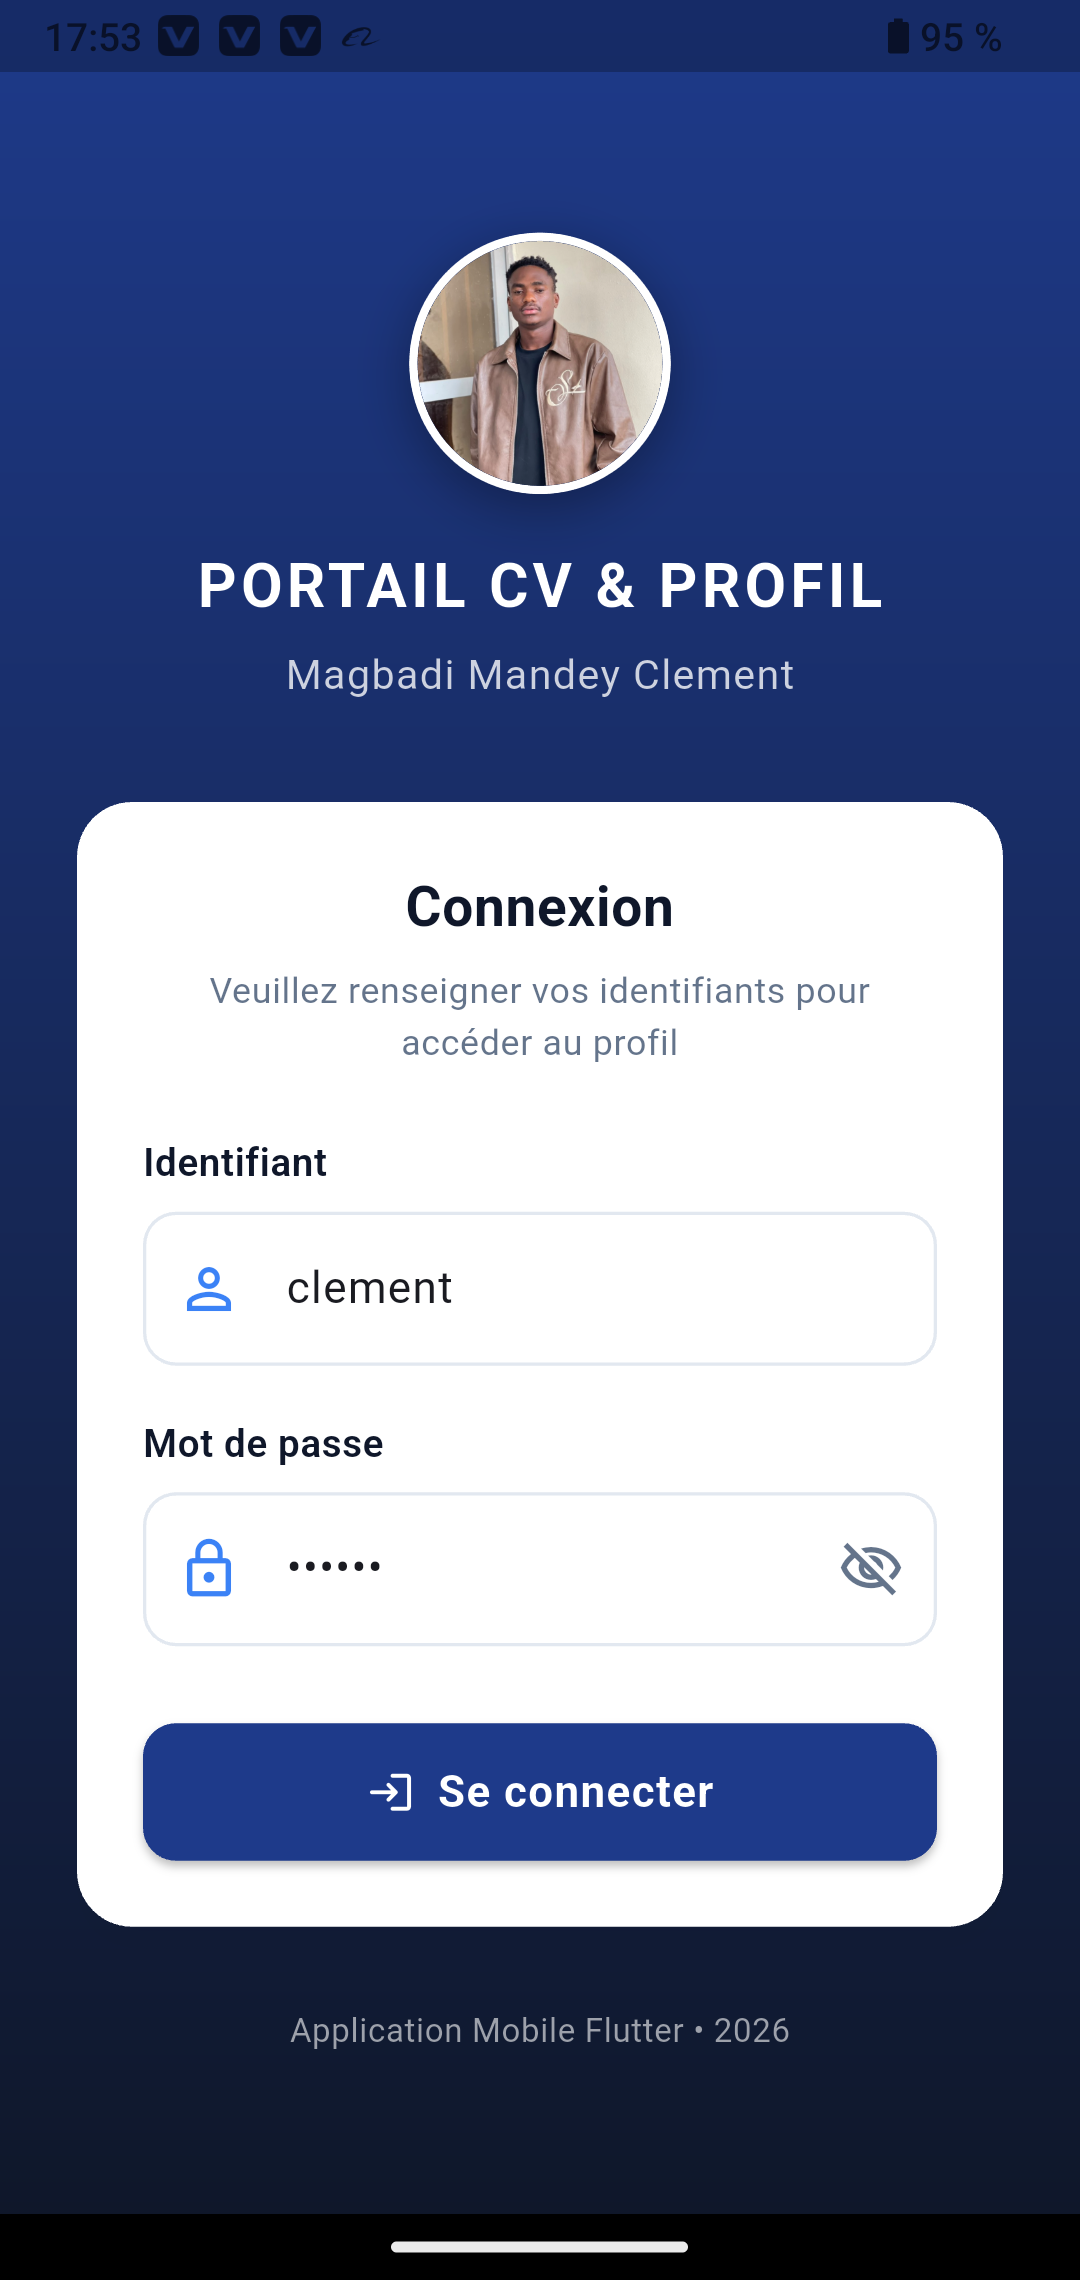 17:53
95 %
PORTAIL CV & PROFIL
Magbadi Mandey Clement
Connexion
Veuillez renseigner vos identifiants pour
accéder au profil
Identifiant
clement
Mot de passe
••••••
Se connecter
Application Mobile Flutter • 2026